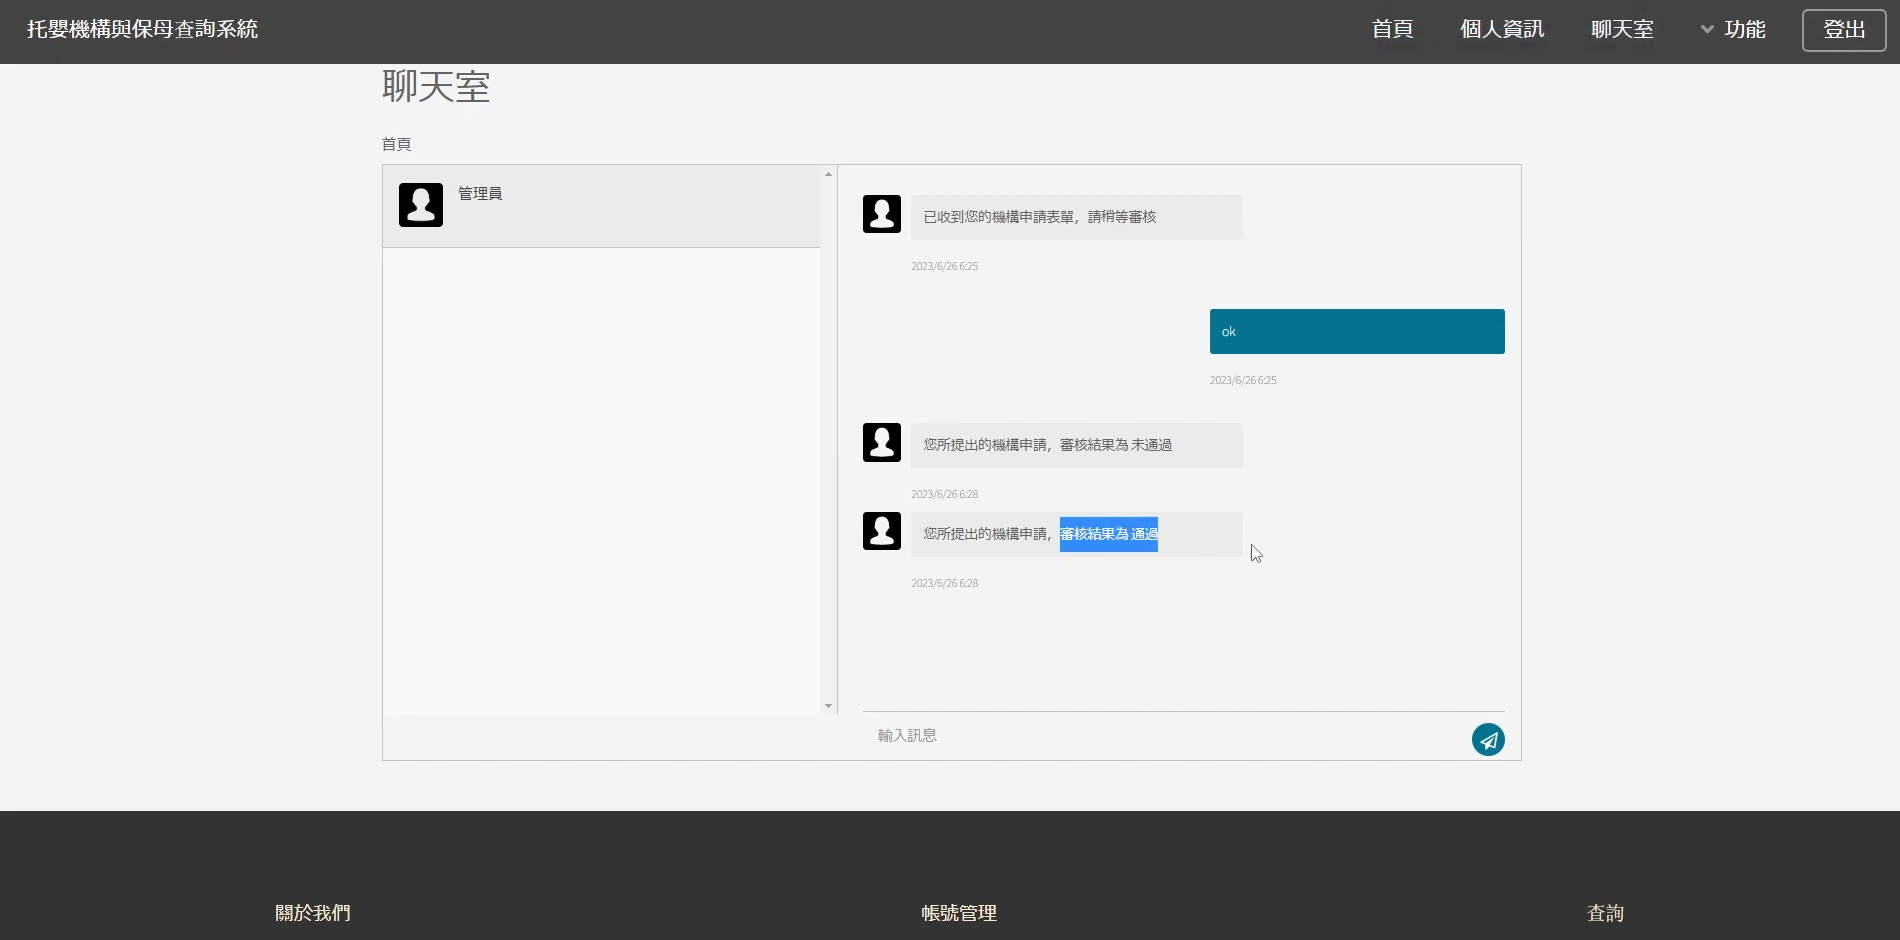 托嬰機構與保母查詢系統
首頁
個人資訊
聊天室
功能
登出
聊天室
首頁
管理員
已收到您的機構申請表單，請稍等審核
2023/6/26 6:25
ok
2023/6/26 6:25
您所提出的機構申請，審核結果為 未通過
2023/6/26 6:28
您所提出的機構申請，審核結果為 通過
2023/6/26 6:28
輸入訊息
關於我們
帳號管理
查詢